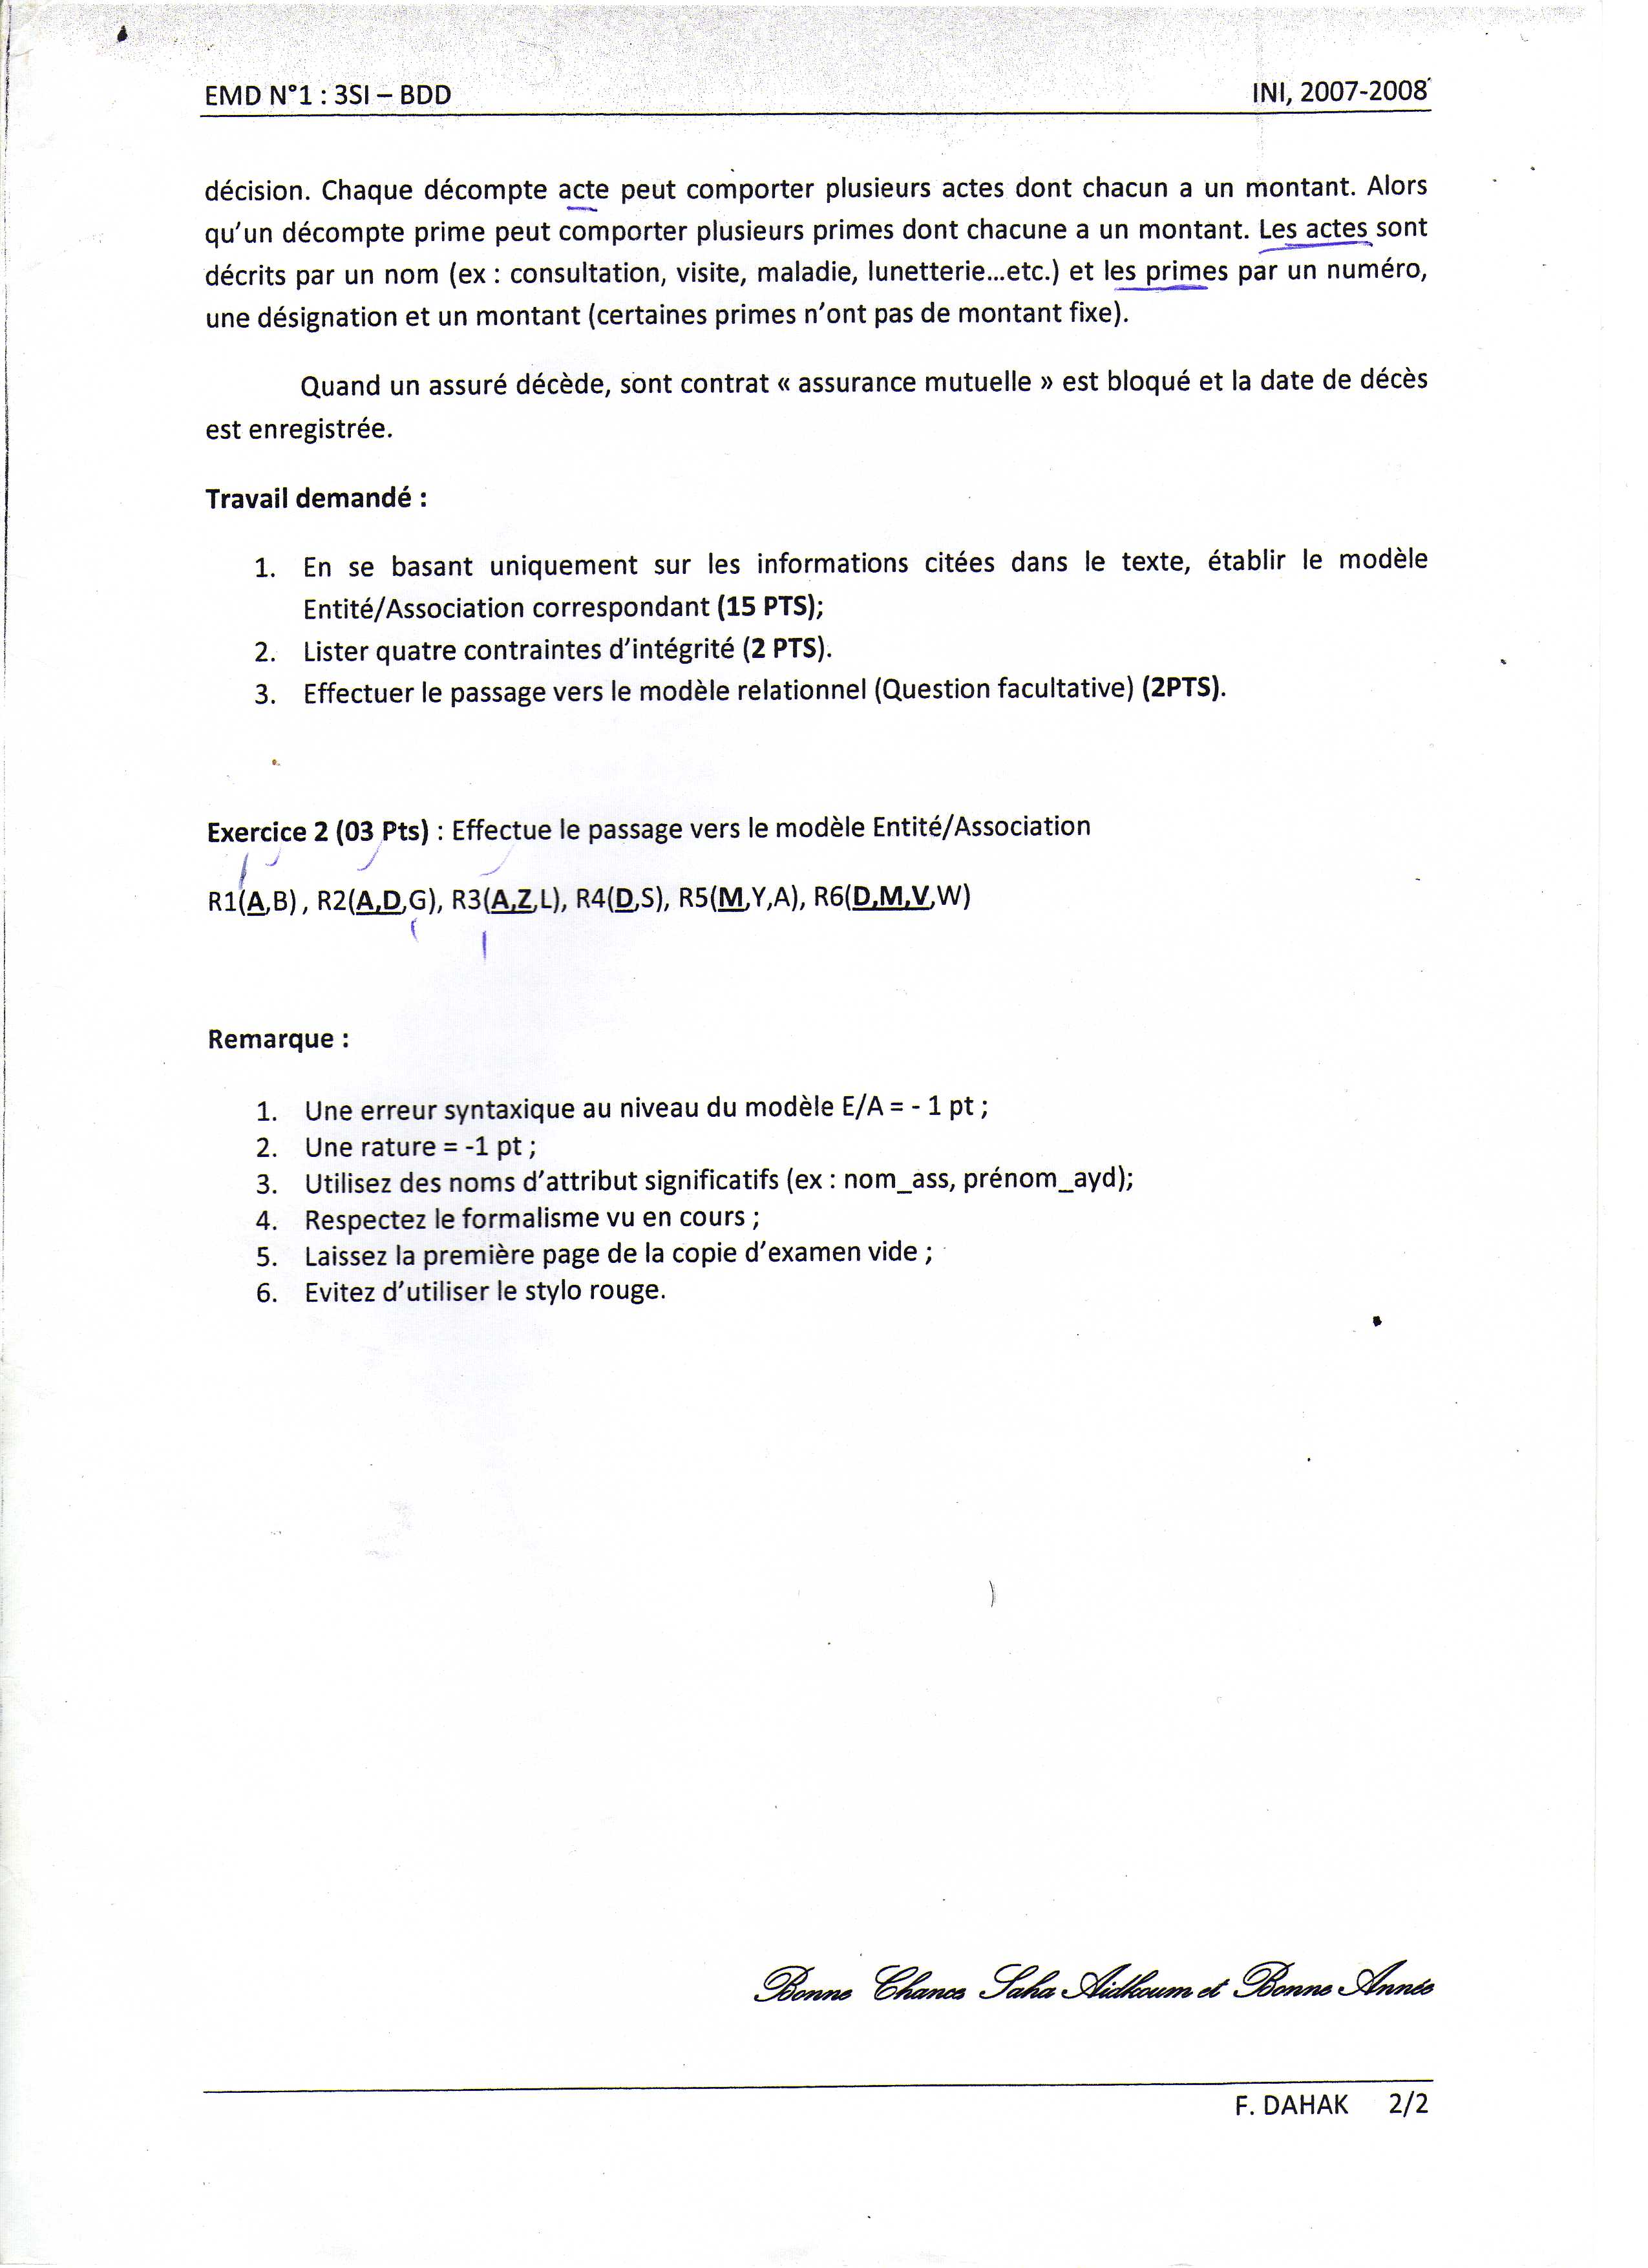 EMD N°1 : 3SI – BDD INI, 2007-2008
décision. Chaque décompte acte peut comporter plusieurs actes dont chacun a un montant. Alors
qu'un décompte prime peut comporter plusieurs primes dont chacune a un montant. Les actes sont
décrits par un nom (ex : consultation, visite, maladie, lunetterie...etc.) et les primes par un numéro,
une désignation et un montant (certaines primes n'ont pas de montant fixe).
Quand un assuré décède, sont contrat « assurance mutuelle » est bloqué et la date de décès
est enregistrée.
Travail demandé :
1. En se basant uniquement sur les informations citées dans le texte, établir le modèle
Entité/Association correspondant (15 PTS);
2. Lister quatre contraintes d'intégrité (2 PTS).
3. Effectuer le passage vers le modèle relationnel (Question facultative) (2PTS).
Exercice 2 (03 Pts) : Effectue le passage vers le modèle Entité/Association
R1(A,B) , R2(A,D,G), R3(A,Z,L), R4(D,S), R5(M,Y,A), R6(D,M,V,W)
Remarque :
1. Une erreur syntaxique au niveau du modèle E/A = - 1 pt ;
2. Une rature = -1 pt ;
3. Utilisez des noms d'attribut significatifs (ex : nom_ass, prénom_ayd);
4. Respectez le formalisme vu en cours ;
5. Laissez la première page de la copie d'examen vide ;
6. Evitez d'utiliser le stylo rouge.
Bonne Chance Saha Aidkoum et Bonne Année
F. DAHAK 2/2